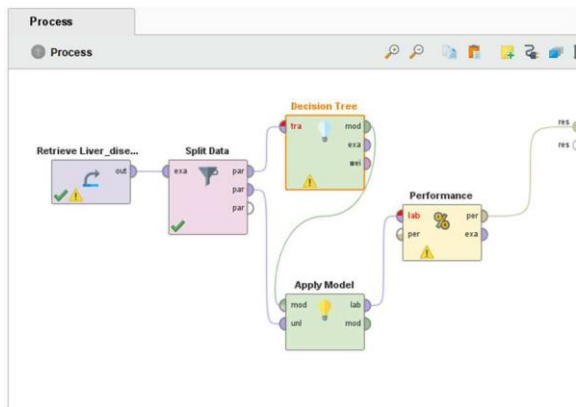 Process
Process
Decision Tree
tra
mod
exa
wei
Retrieve Liver_dise...
out
Split Data
exa
par
par
par
res
res
Performance
lab
per
per
exa
%
Apply Model
mod
lab
unl
mod